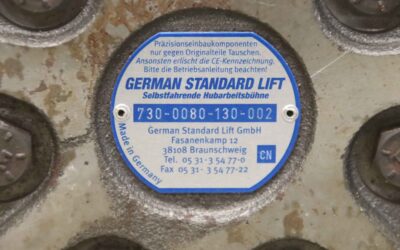 Präzisionseinbaukomponenten
nur gegen Originalteile Tauschen.
Ansonsten erlischt die CE-Kennzeichnung.
Bitte die Betriebsanleitung beachten!
GERMAN STANDARD LIFT
Selbstfahrende Hubarbeitsbühne
730-0080-130-002
German Standard Lift GmbH
Fasanenkamp 12
38108 Braunschweig
Tel. 05 31-3 54 77-0
Fax 05 31-3 54 77-22
Made in Germany
CN